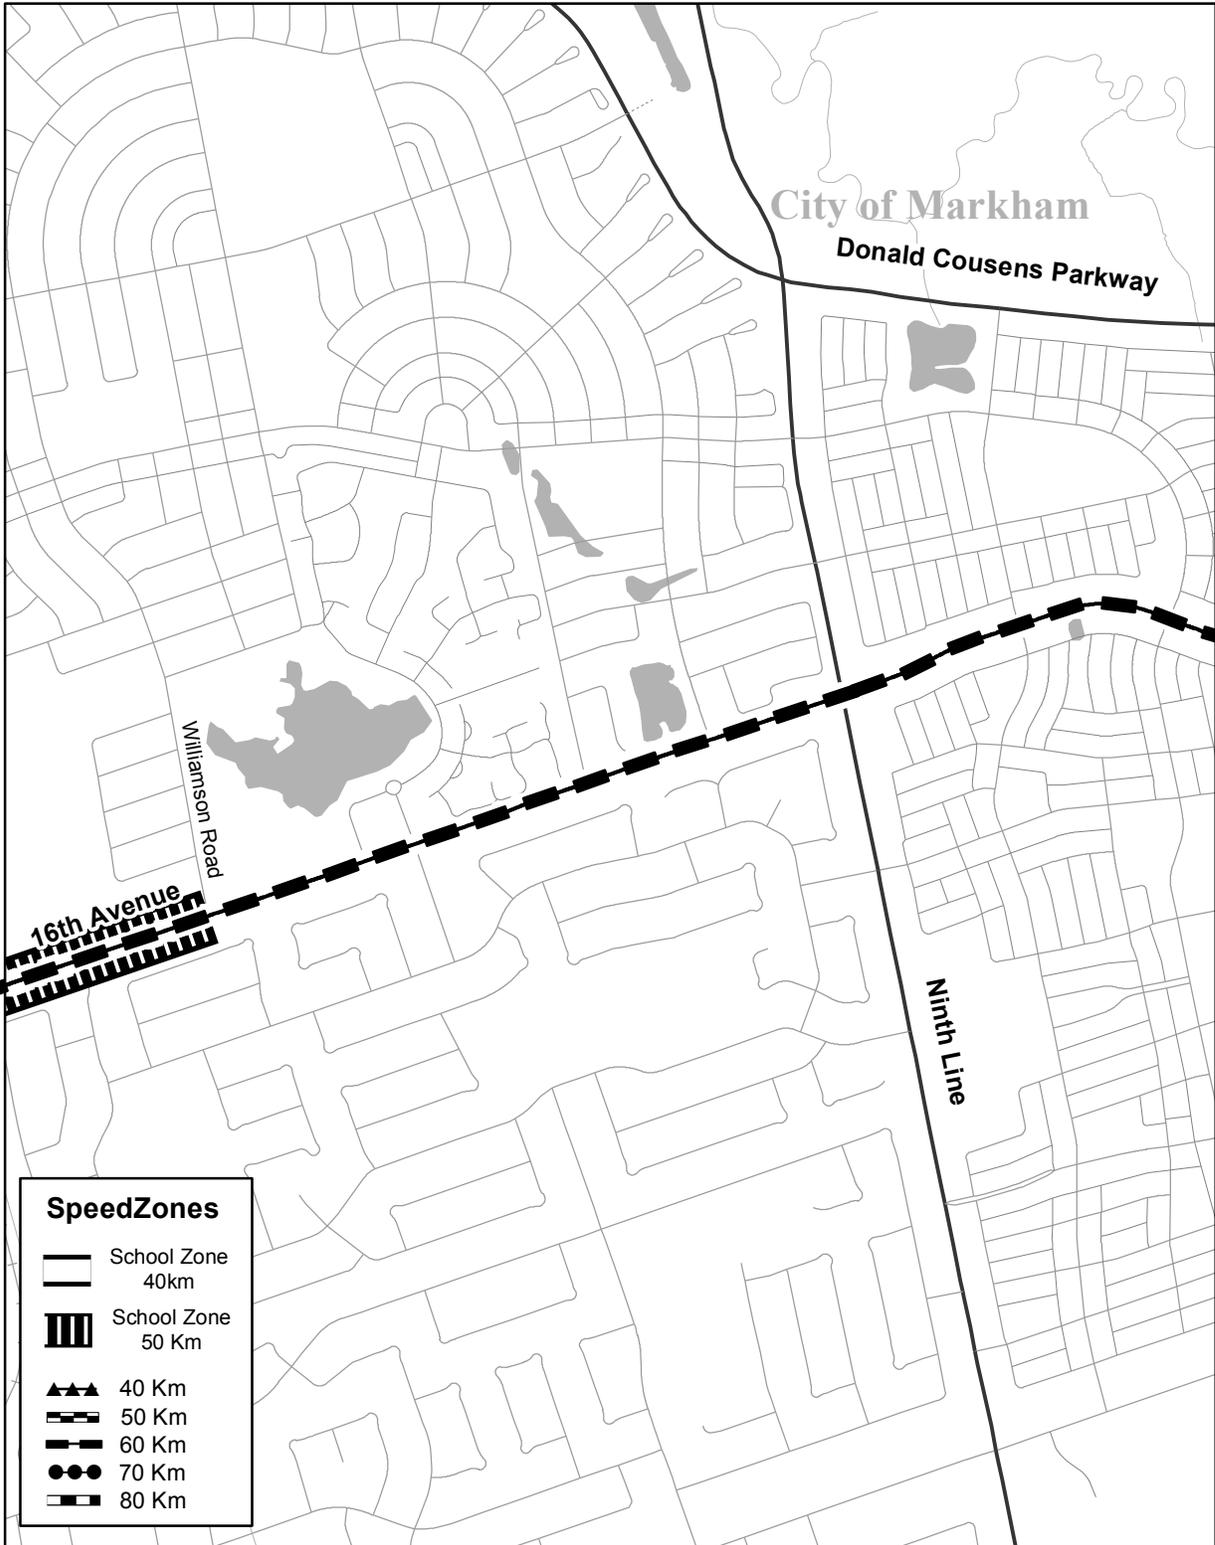 City of Markham
Donald Cousens Parkway
Williamson Road
16th Avenue
Ninth Line
SpeedZones
School Zone
40km
School Zone
50 Km
40 Km
50 Km
60 Km
70 Km
80 Km